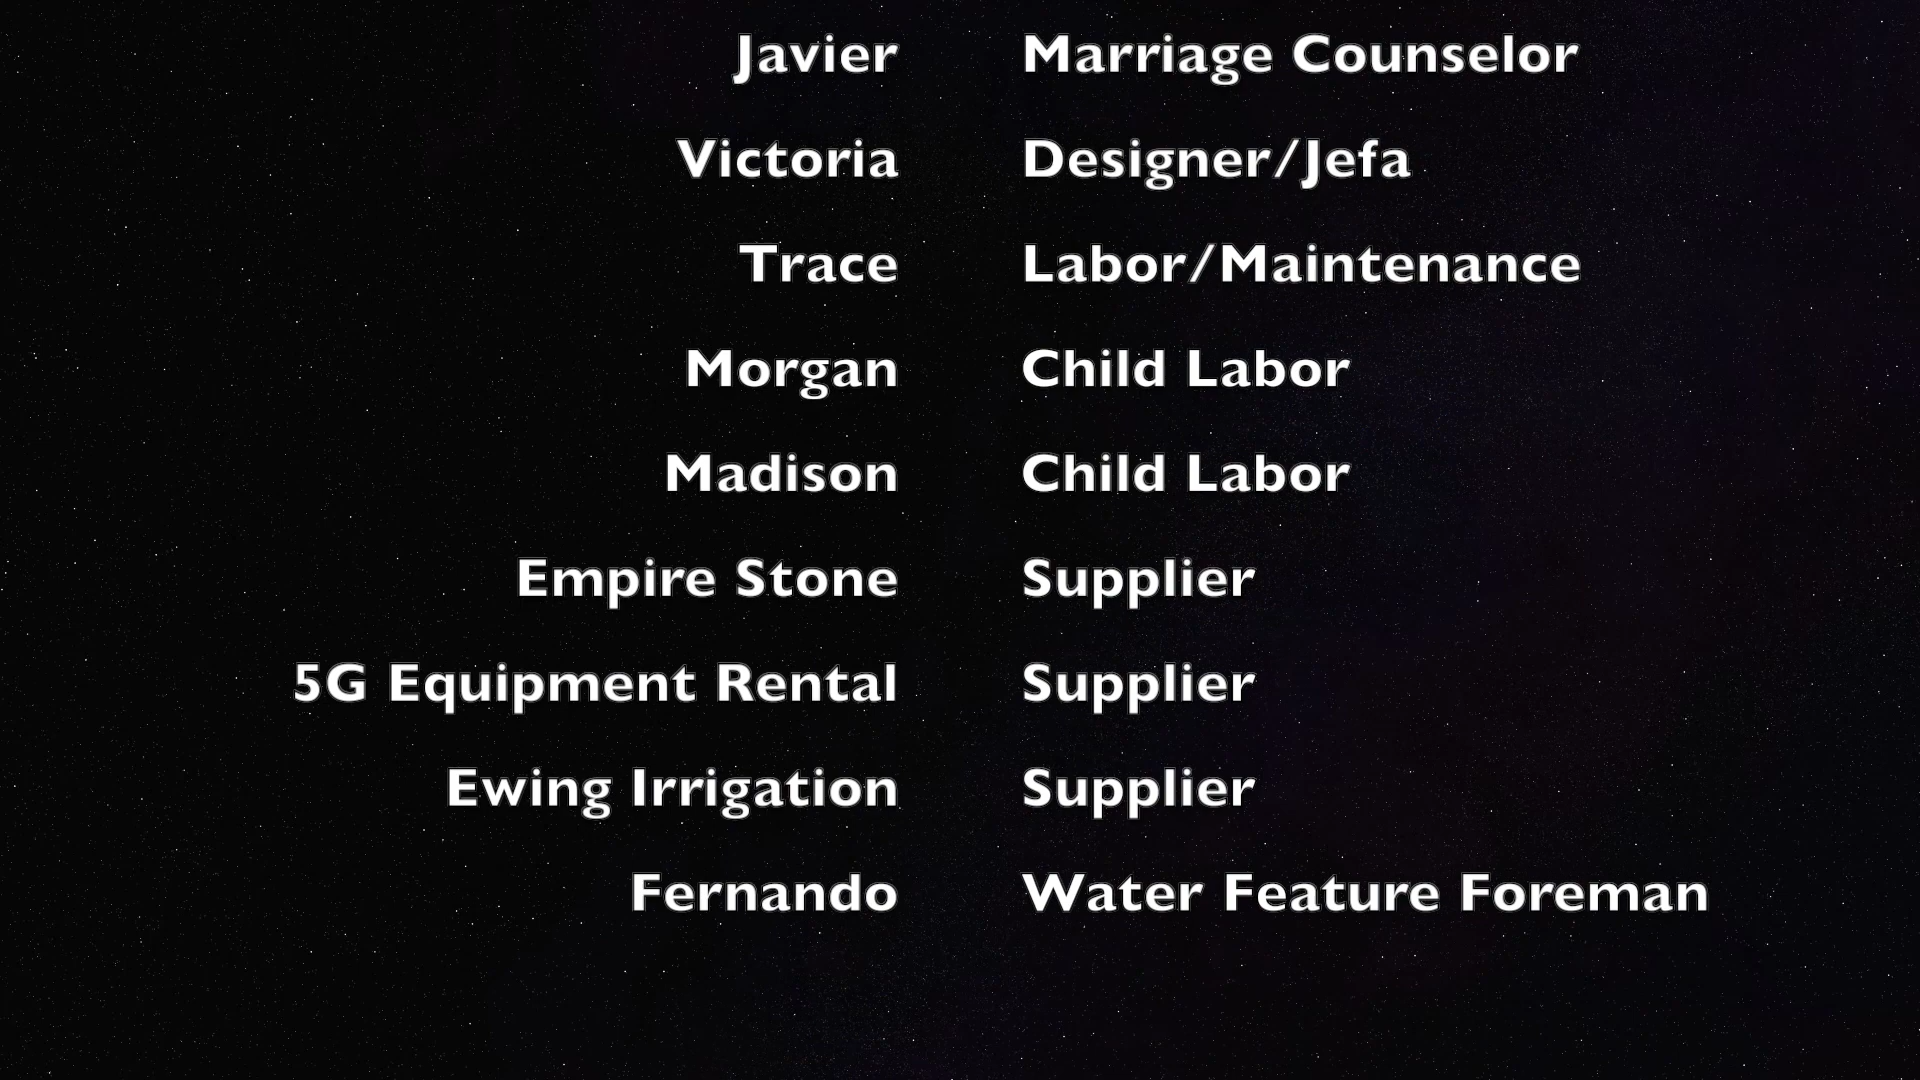 Javier Marriage Counselor
Victoria Designer/Jefa
Trace Labor/Maintenance
Morgan Child Labor
Madison Child Labor
Empire Stone Supplier
5G Equipment Rental Supplier
Ewing Irrigation Supplier
Fernando Water Feature Foreman